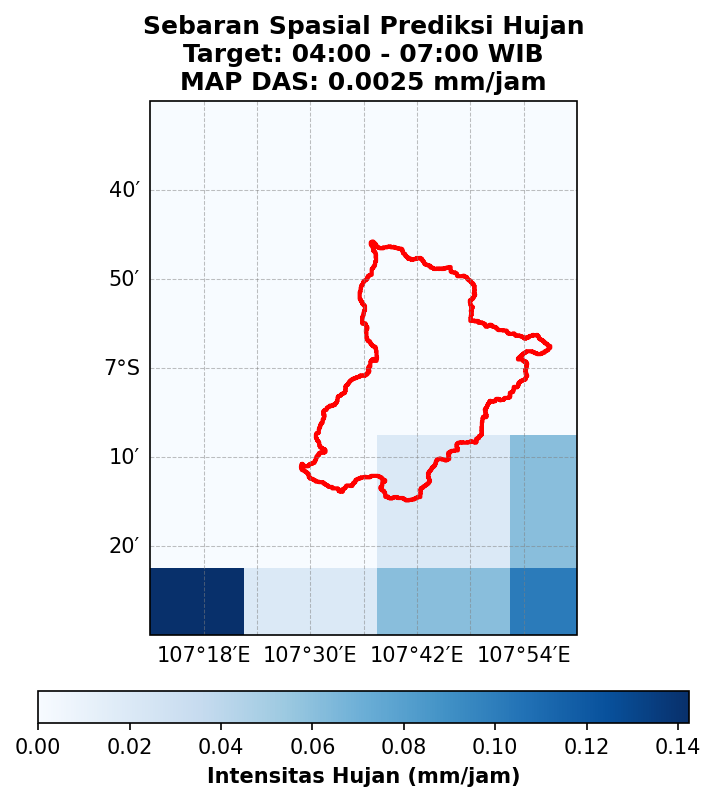 Sebaran Spasial Prediksi Hujan
Target: 04:00 - 07:00 WIB
MAP DAS: 0.0025 mm/jam
40′
50′
7°S
10′
20′
107°18′E 107°30′E 107°42′E 107°54′E
0.00 0.02 0.04 0.06 0.08 0.10 0.12 0.14
Intensitas Hujan (mm/jam)